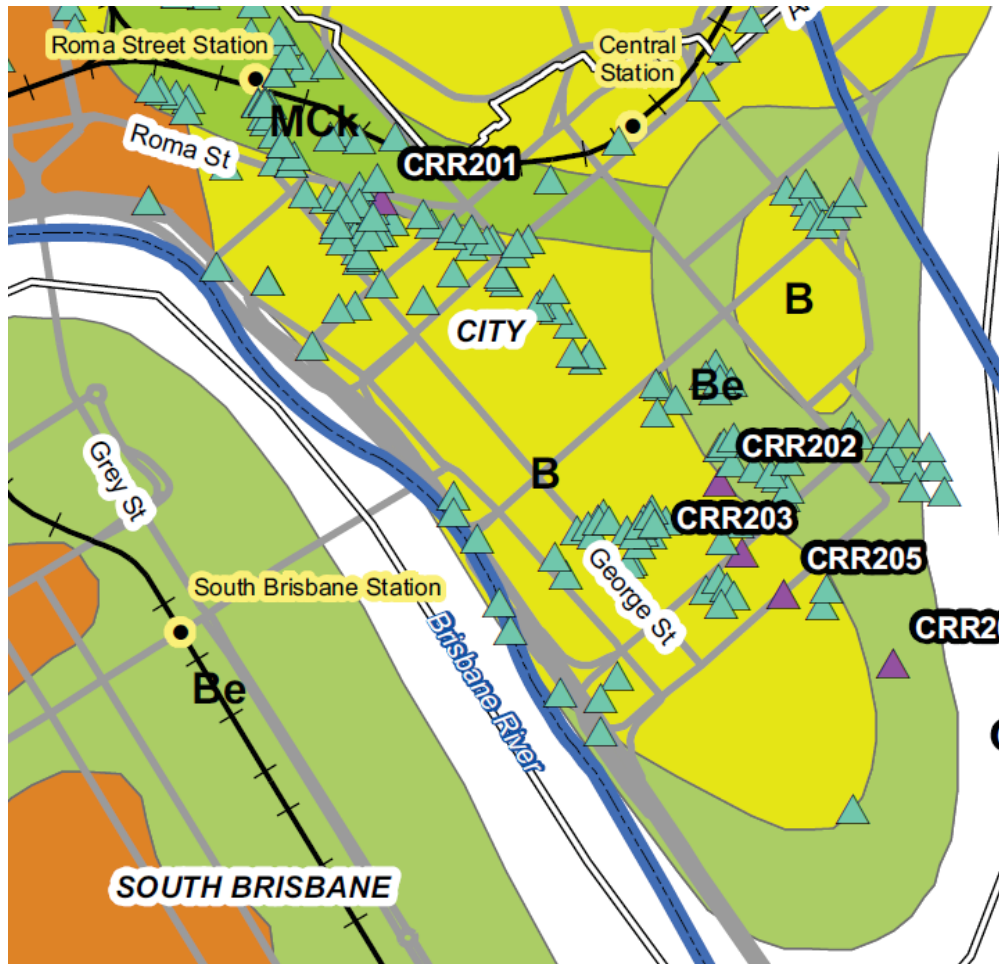 Roma Street Station
Central
Station
MCk
Roma St
CRR201
B
CITY
Be
CRR202
B
CRR203
Grey St
CRR205
George St
South Brisbane Station
Be
Brisbane River
SOUTH BRISBANE